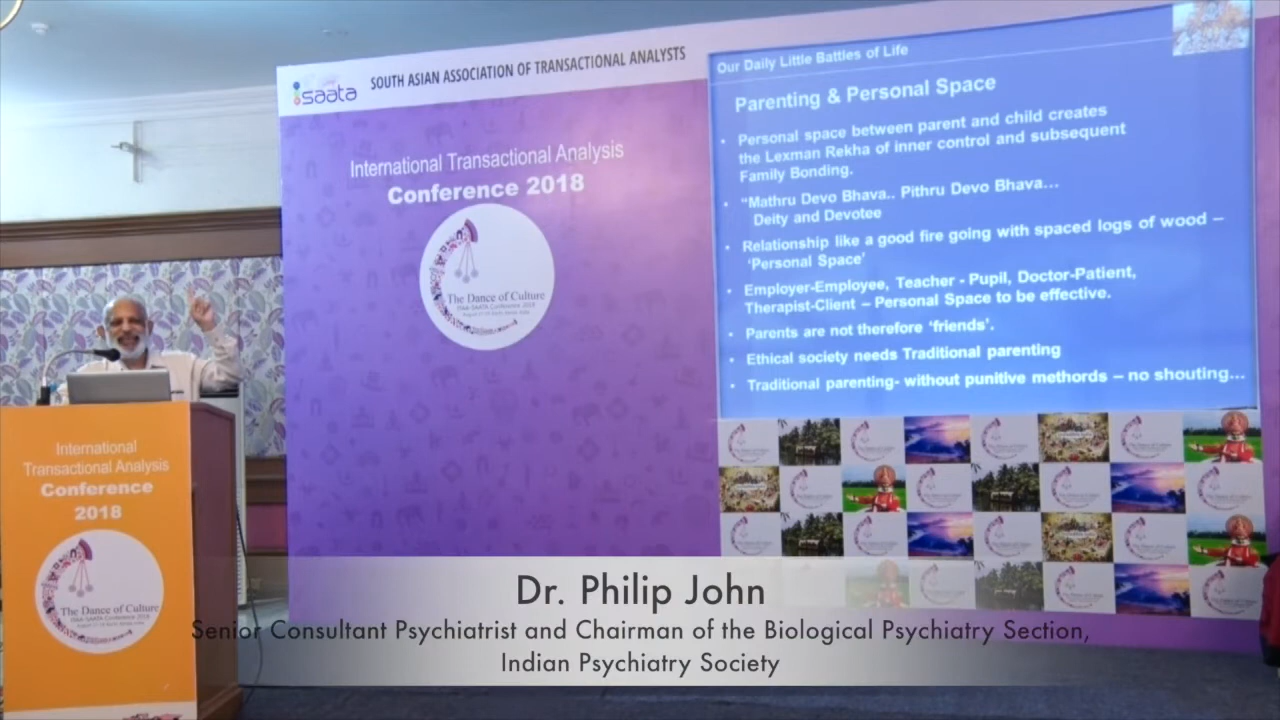 saata
SOUTH ASIAN ASSOCIATION OF TRANSACTIONAL ANALYSTS
International Transactional Analysis
Conference 2018
The Dance of Culture
Our Daily Little Battles of Life
Parenting & Personal Space
• Personal space between parent and child creates
the Lexman Rekha of inner control and subsequent
Family Bonding.
• “Mathru Devo Bhava.. Pithru Devo Bhava…
Deity and Devotee
• Relationship like a good fire going with spaced logs of wood –
‘Personal Space’
• Employer-Employee, Teacher - Pupil, Doctor-Patient,
Therapist-Client – Personal Space to be effective.
• Parents are not therefore ‘friends’.
• Ethical society needs Traditional parenting
• Traditional parenting- without punitive methords – no shouting…
International
Transactional Analysis
Conference
2018
The Dance of Culture
Dr. Philip John
Senior Consultant Psychiatrist and Chairman of the Biological Psychiatry Section,
Indian Psychiatry Society